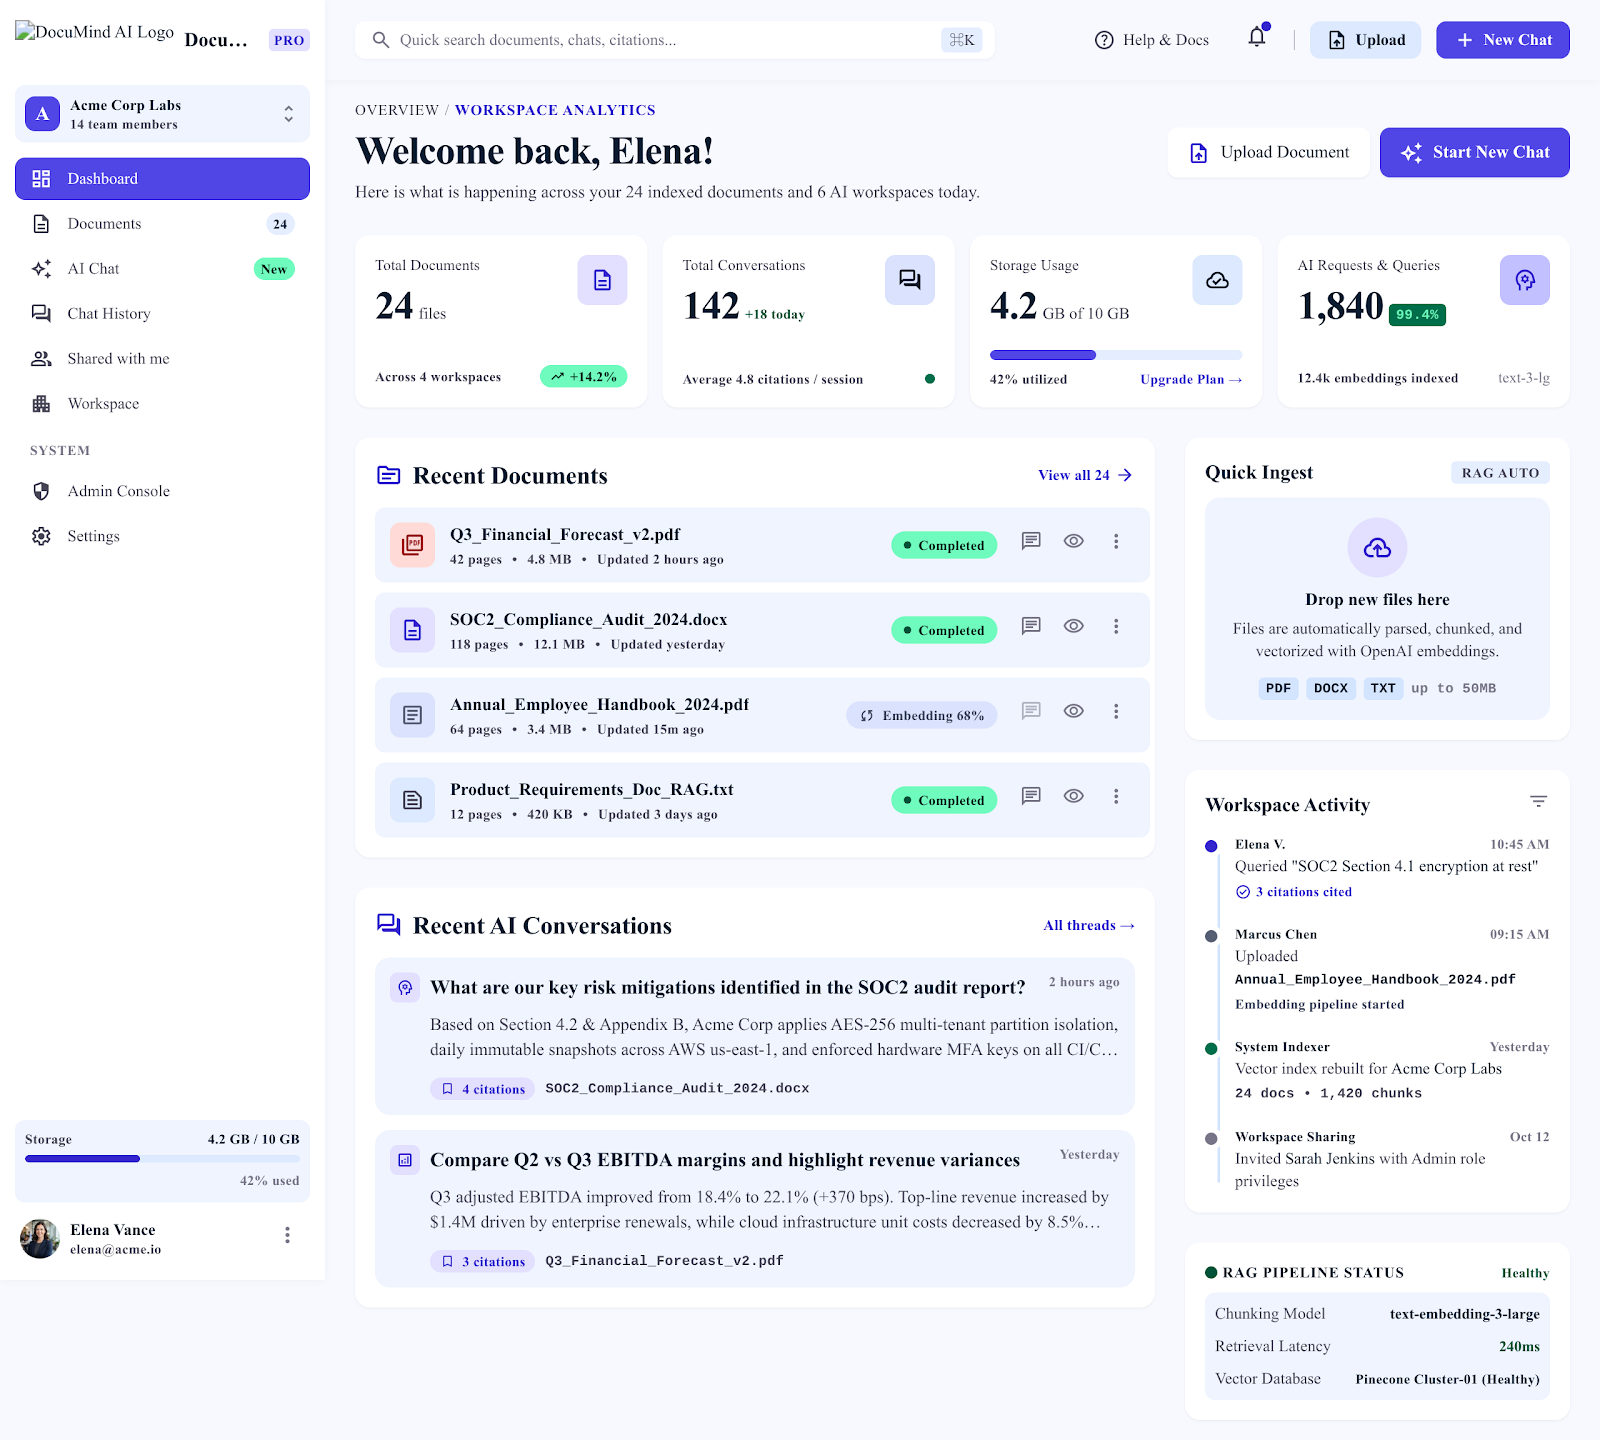 DocuMind AI Logo
Docu...
PRO
A
Acme Corp Labs
14 team members
Dashboard
Documents
24
AI Chat
New
Chat History
Shared with me
Workspace
SYSTEM
Admin Console
Settings
Storage
4.2 GB / 10 GB
42% used
Elena Vance
elena@acme.io
Quick search documents, chats, citations...
⌘K
Help & Docs
Upload
New Chat
OVERVIEW / WORKSPACE ANALYTICS
Welcome back, Elena!
Here is what is happening across your 24 indexed documents and 6 AI workspaces today.
Upload Document
Start New Chat
Total Documents
24 files
Across 4 workspaces
+14.2%
Total Conversations
142 +18 today
Average 4.8 citations / session
Storage Usage
4.2 GB of 10 GB
42% utilized
Upgrade Plan →
AI Requests & Queries
1,840 99.4%
12.4k embeddings indexed
text-3-lg
Recent Documents
View all 24 →
PDF
Q3_Financial_Forecast_v2.pdf
42 pages • 4.8 MB • Updated 2 hours ago
Completed
SOC2_Compliance_Audit_2024.docx
118 pages • 12.1 MB • Updated yesterday
Completed
Annual_Employee_Handbook_2024.pdf
64 pages • 3.4 MB • Updated 15m ago
Embedding 68%
Product_Requirements_Doc_RAG.txt
12 pages • 420 KB • Updated 3 days ago
Completed
Recent AI Conversations
All threads →
What are our key risk mitigations identified in the SOC2 audit report?
2 hours ago
Based on Section 4.2 & Appendix B, Acme Corp applies AES-256 multi-tenant partition isolation,
daily immutable snapshots across AWS us-east-1, and enforced hardware MFA keys on all CI/C...
4 citations
SOC2_Compliance_Audit_2024.docx
Compare Q2 vs Q3 EBITDA margins and highlight revenue variances
Yesterday
Q3 adjusted EBITDA improved from 18.4% to 22.1% (+370 bps). Top-line revenue increased by
$1.4M driven by enterprise renewals, while cloud infrastructure unit costs decreased by 8.5%...
3 citations
Q3_Financial_Forecast_v2.pdf
Quick Ingest
RAG AUTO
Drop new files here
Files are automatically parsed, chunked, and
vectorized with OpenAI embeddings.
PDF DOCX TXT up to 50MB
Workspace Activity
Elena V.
10:45 AM
Queried "SOC2 Section 4.1 encryption at rest"
3 citations cited
Marcus Chen
09:15 AM
Uploaded
Annual_Employee_Handbook_2024.pdf
Embedding pipeline started
System Indexer
Yesterday
Vector index rebuilt for Acme Corp Labs
24 docs • 1,420 chunks
Workspace Sharing
Oct 12
Invited Sarah Jenkins with Admin role
privileges
RAG PIPELINE STATUS
Healthy
Chunking Model
text-embedding-3-large
Retrieval Latency
240ms
Vector Database
Pinecone Cluster-01 (Healthy)